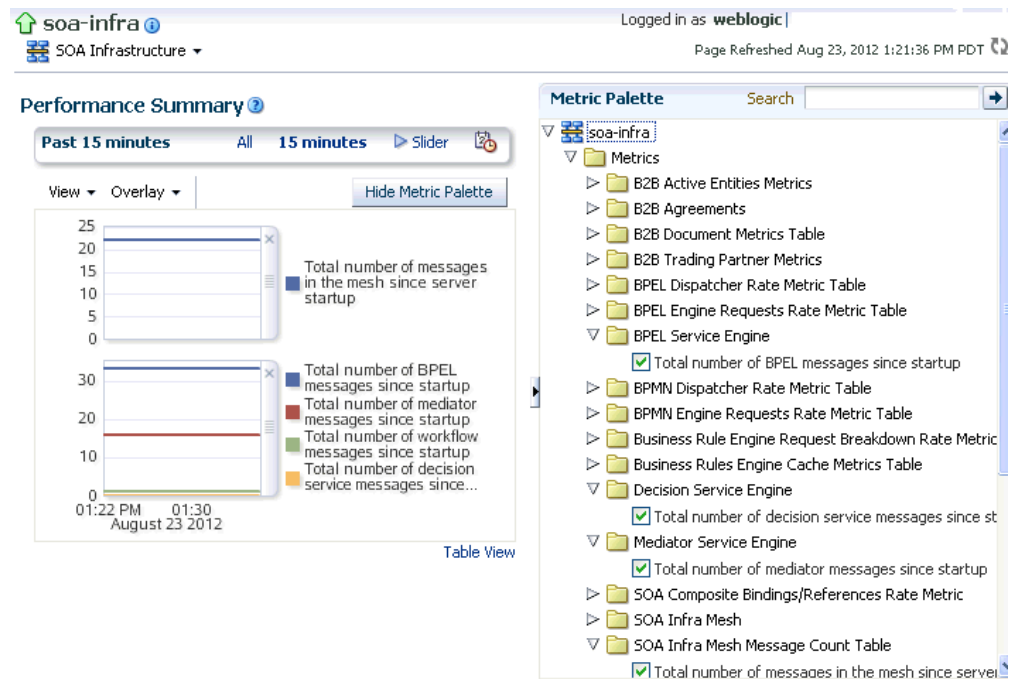 soa-infra
Logged in as weblogic|
SOA Infrastructure
Page Refreshed Aug 23, 2012 1:21:36 PM PDT
Performance Summary
Past 15 minutes All 15 minutes Slider
View Overlay Hide Metric Palette
25
20
15
10
5
0
Total number of messages
in the mesh since server
startup
30
20
10
0
Total number of BPEL
messages since startup
Total number of mediator
messages since startup
Total number of workflow
messages since startup
Total number of decision
service messages since...
01:22 PM 01:30
August 23 2012
Table View
Metric Palette Search
soa-infra
Metrics
B2B Active Entities Metrics
B2B Agreements
B2B Document Metrics Table
B2B Trading Partner Metrics
BPEL Dispatcher Rate Metric Table
BPEL Engine Requests Rate Metric Table
BPEL Service Engine
Total number of BPEL messages since startup
BPMN Dispatcher Rate Metric Table
BPMN Engine Requests Rate Metric Table
Business Rule Engine Request Breakdown Rate Metric
Business Rules Engine Cache Metrics Table
Decision Service Engine
Total number of decision service messages since st
Mediator Service Engine
Total number of mediator messages since startup
SOA Composite Bindings/References Rate Metric
SOA Infra Mesh
SOA Infra Mesh Message Count Table
Total number of messages in the mesh since server